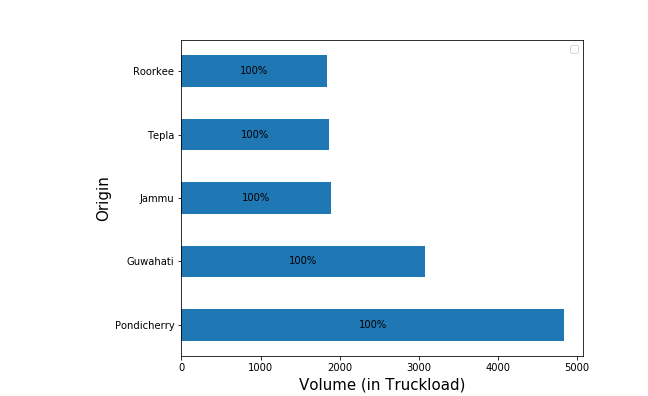 Roorkee
100%
Tepla
100%
Jammu
100%
Guwahati
100%
Pondicherry
100%
Origin
0 1000 2000 3000 4000 5000
Volume (in Truckload)